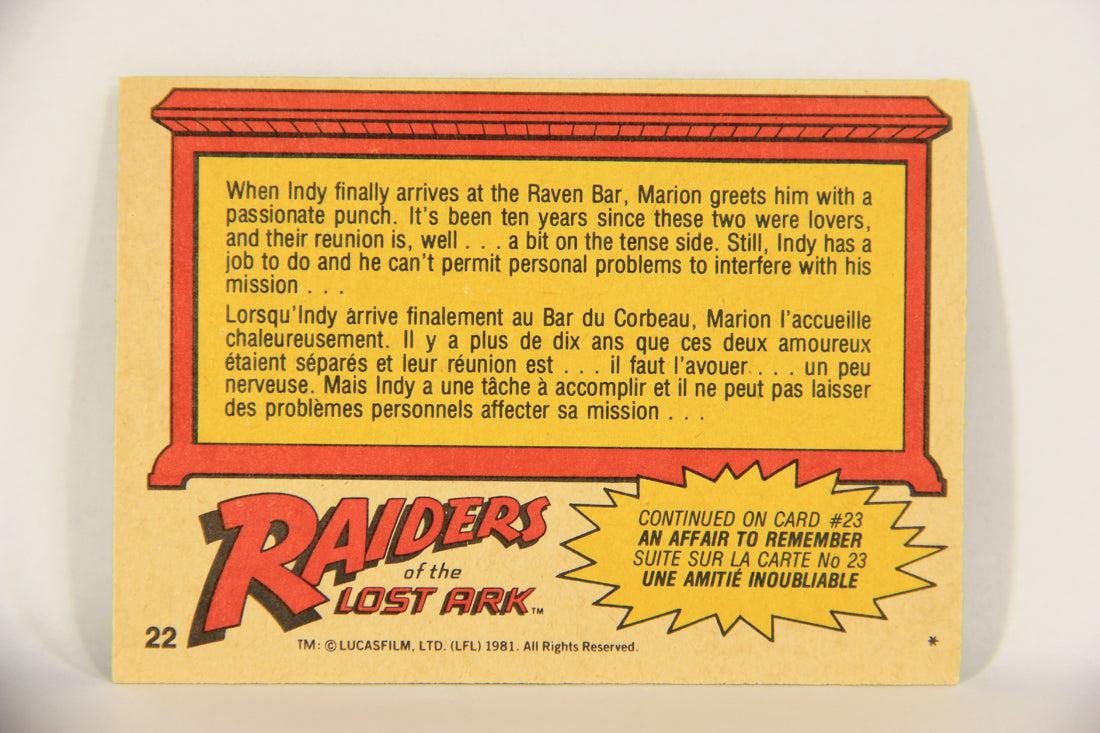 When Indy finally arrives at the Raven Bar, Marion greets him with a
passionate punch. It's been ten years since these two were lovers,
and their reunion is, well . . . a bit on the tense side. Still, Indy has a
job to do and he can't permit personal problems to interfere with his
mission . . .
Lorsqu'Indy arrive finalement au Bar du Corbeau, Marion l'accueille
chaleureusement. Il y a plus de dix ans que ces deux amoureux
étaient séparés et leur réunion est . . . il faut l'avouer . . . un peu
nerveuse. Mais Indy a une tâche à accomplir et il ne peut pas laisser
des problèmes personnels affecter sa mission . . .
RAIDERS
of the
LOST ARK™
CONTINUED ON CARD #23
AN AFFAIR TO REMEMBER
SUITE SUR LA CARTE No 23
UNE AMITIÉ INOUBLIABLE
22
TM: © LUCASFILM, LTD. (LFL) 1981. All Rights Reserved.
*